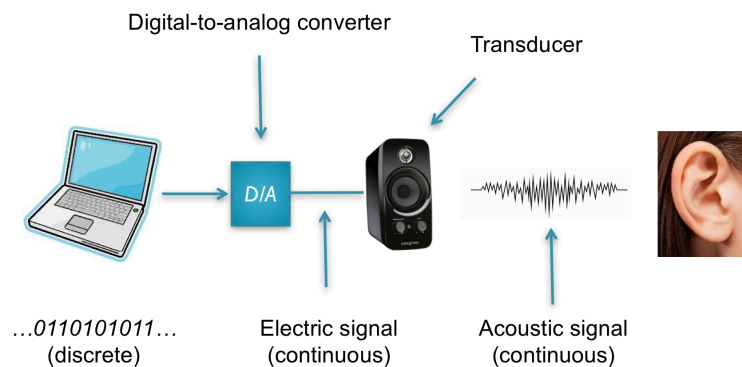 Digital-to-analog converter
Transducer
D/A
…0110101011…
(discrete)
Electric signal
(continuous)
Acoustic signal
(continuous)